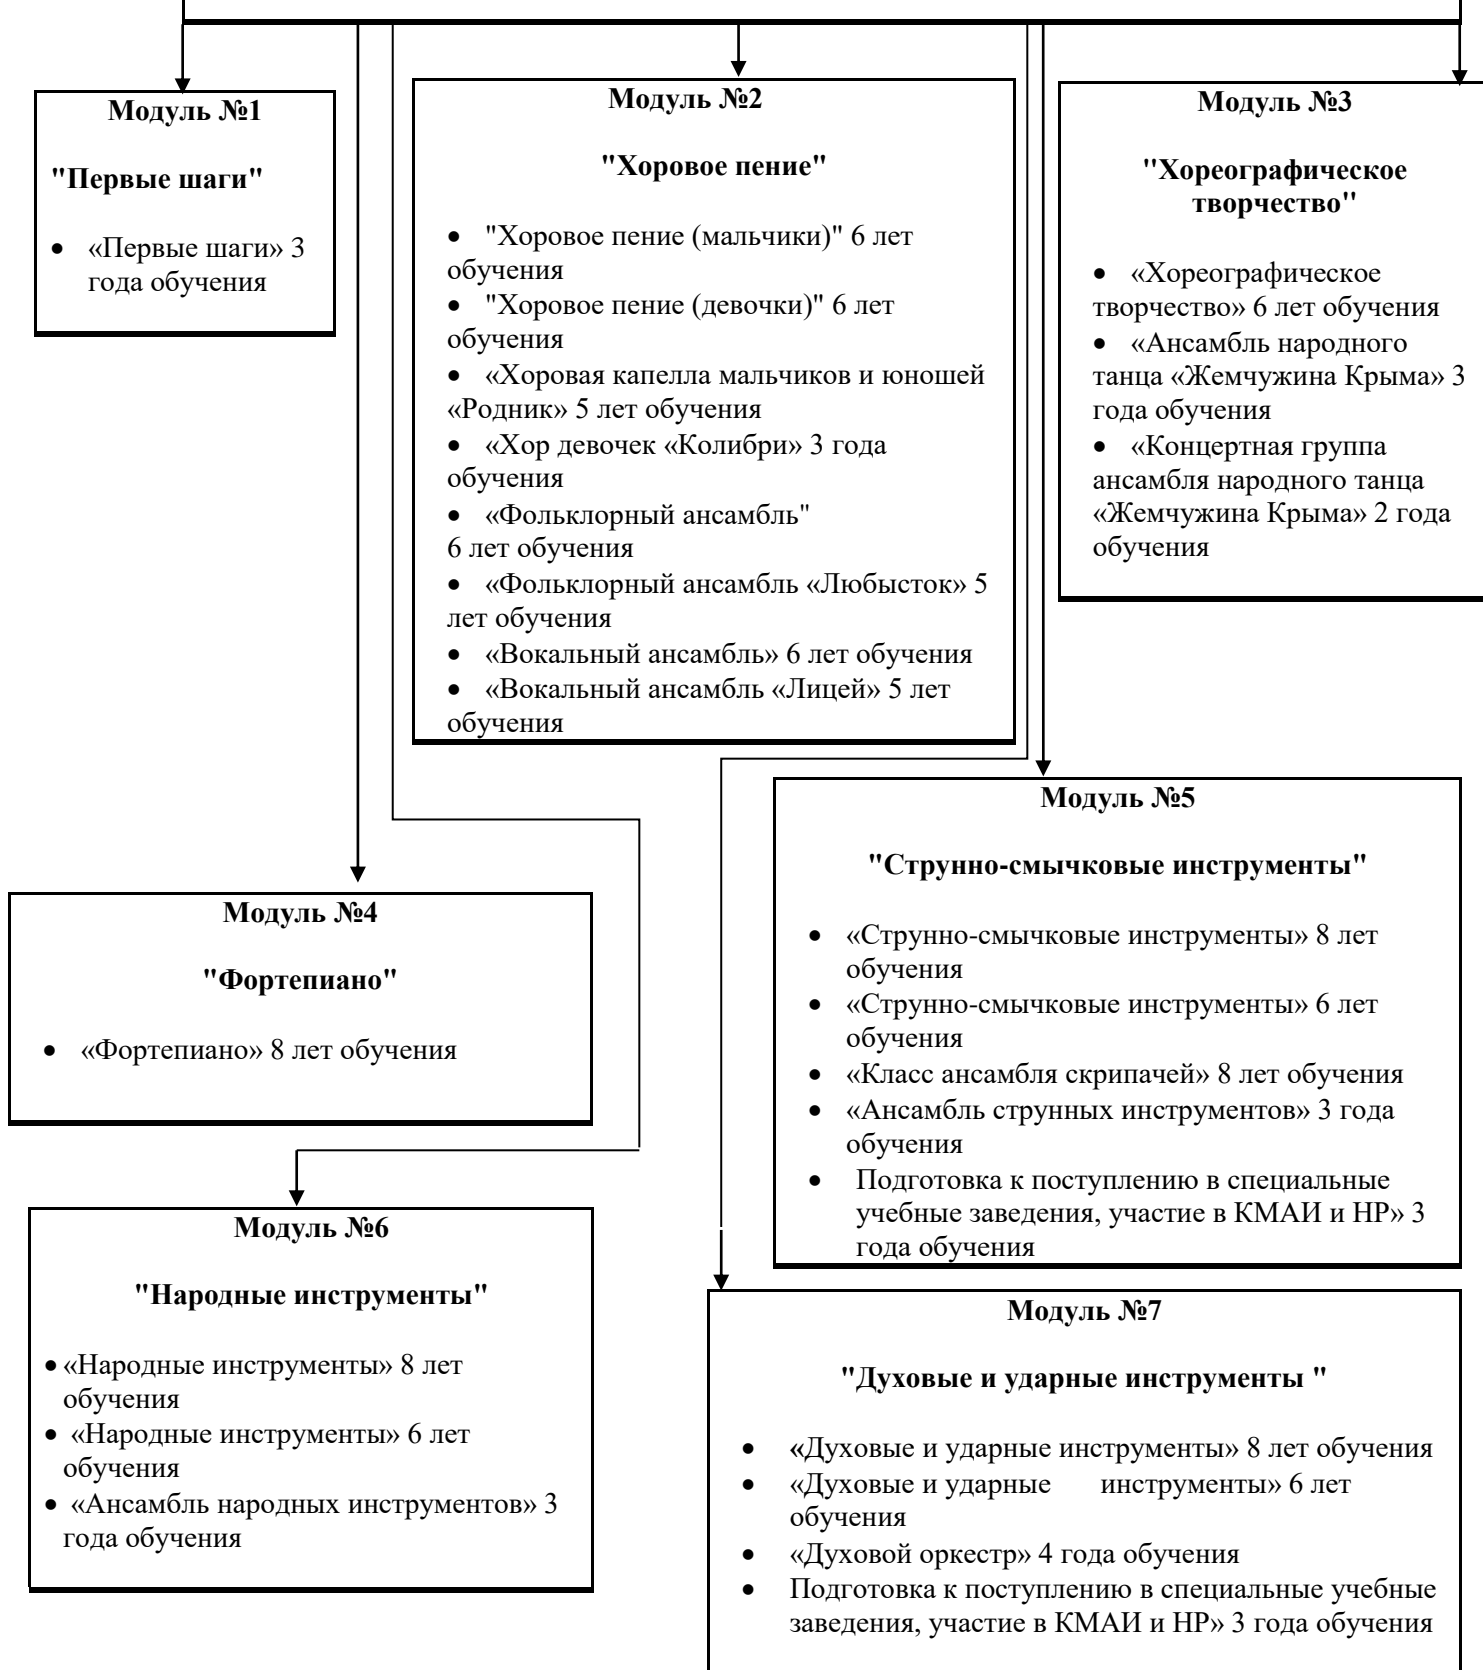 Модуль №1
"Первые шаги"
• «Первые шаги» 3
года обучения
Модуль №2
"Хоровое пение"
• "Хоровое пение (мальчики)" 6 лет
обучения
• "Хоровое пение (девочки)" 6 лет
обучения
• «Хоровая капелла мальчиков и юношей
«Родник» 5 лет обучения
• «Хор девочек «Колибри» 3 года
обучения
• «Фольклорный ансамбль"
6 лет обучения
• «Фольклорный ансамбль «Любысток» 5
лет обучения
• «Вокальный ансамбль» 6 лет обучения
• «Вокальный ансамбль «Лицей» 5 лет
обучения
Модуль №3
"Хореографическое
творчество"
• «Хореографическое
творчество» 6 лет обучения
• «Ансамбль народного
танца «Жемчужина Крыма» 3
года обучения
• «Концертная группа
ансамбля народного танца
«Жемчужина Крыма» 2 года
обучения
Модуль №4
"Фортепиано"
• «Фортепиано» 8 лет обучения
Модуль №5
"Струнно-смычковые инструменты"
• «Струнно-смычковые инструменты» 8 лет
обучения
• «Струнно-смычковые инструменты» 6 лет
обучения
• «Класс ансамбля скрипачей» 8 лет обучения
• «Ансамбль струнных инструментов» 3 года
обучения
• Подготовка к поступлению в специальные
учебные заведения, участие в КМАИ и НР» 3
года обучения
Модуль №6
"Народные инструменты"
• «Народные инструменты» 8 лет
обучения
• «Народные инструменты» 6 лет
обучения
• «Ансамбль народных инструментов» 3
года обучения
Модуль №7
"Духовые и ударные инструменты "
• «Духовые и ударные инструменты» 8 лет обучения
• «Духовые и ударные инструменты» 6 лет
обучения
• «Духовой оркестр» 4 года обучения
• Подготовка к поступлению в специальные учебные
заведения, участие в КМАИ и НР» 3 года обучения